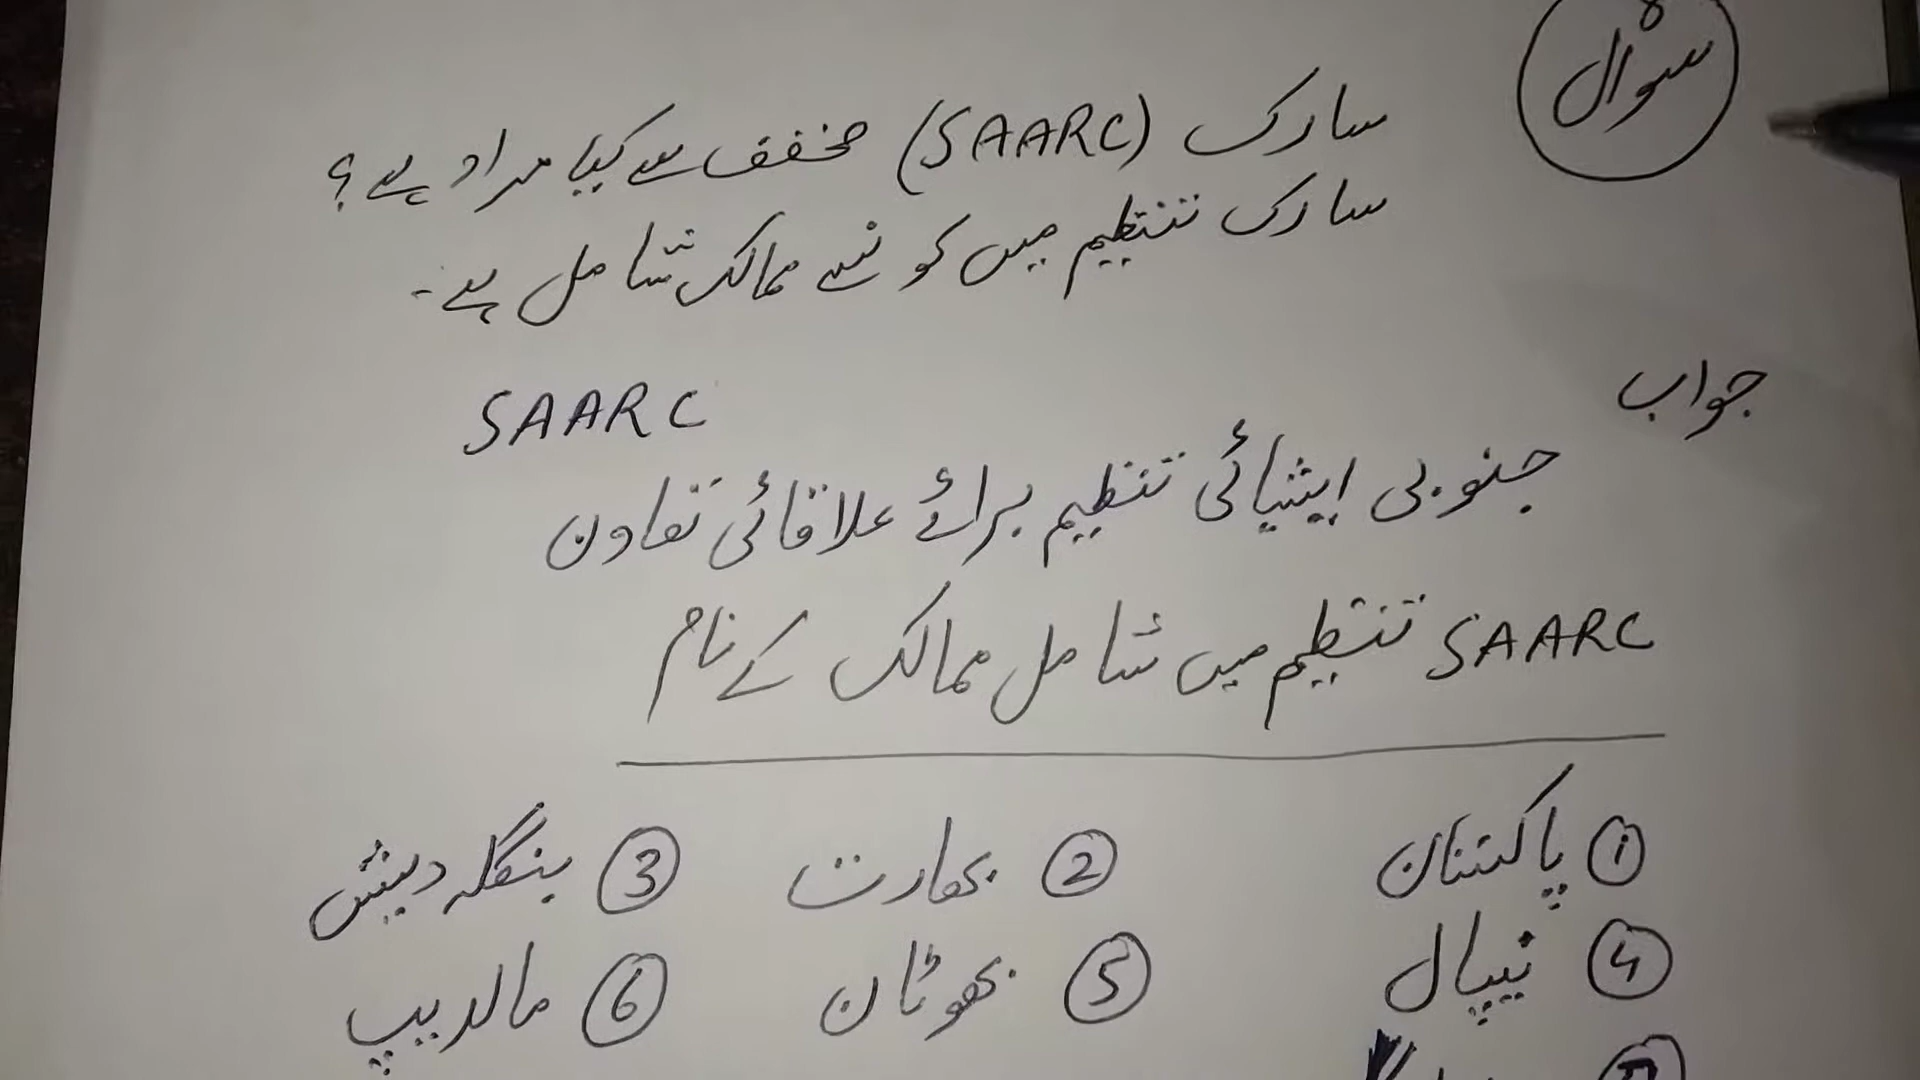 سوال
سارک (SAARC) مخفف سے کیا مراد ہے؟
سارک تنظیم میں کونسے ممالک شامل ہے۔
جواب
SAARC
جنوبی ایشیائی تنظیم برائے علاقائی تعاون
SAARC تنظیم میں شامل ممالک کے نام
① پاکستان ② بھارت ③ بنگلہ دیش
④ نیپال ⑤ بھوٹان ⑥ مالدیپ